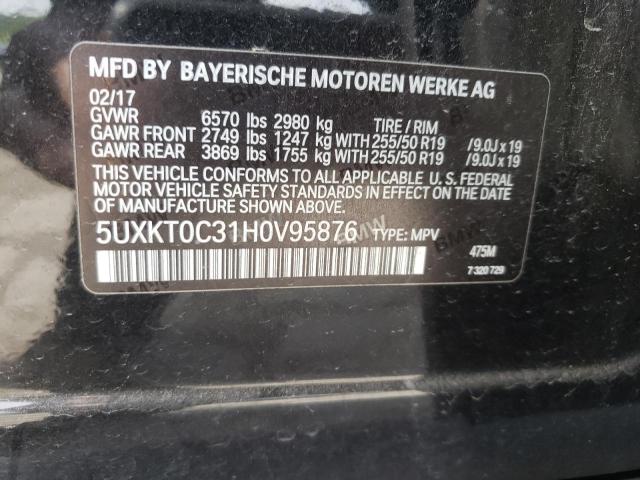 MFD BY BAYERISCHE MOTOREN WERKE AG
02/17
GVWR 6570 lbs 2980 kg TIRE / RIM
GAWR FRONT 2749 lbs 1247 kg WITH 255/50 R19 /9.0J x 19
GAWR REAR 3869 lbs 1755 kg WITH 255/50 R19 /9.0J x 19
THIS VEHICLE CONFORMS TO ALL APPLICABLE U.S. FEDERAL
MOTOR VEHICLE SAFETY STANDARDS IN EFFECT ON THE DATE
OF MANUFACTURE SHOWN ABOVE.
5UXKT0C31H0V95876 TYPE: MPV
475M
7 320 729